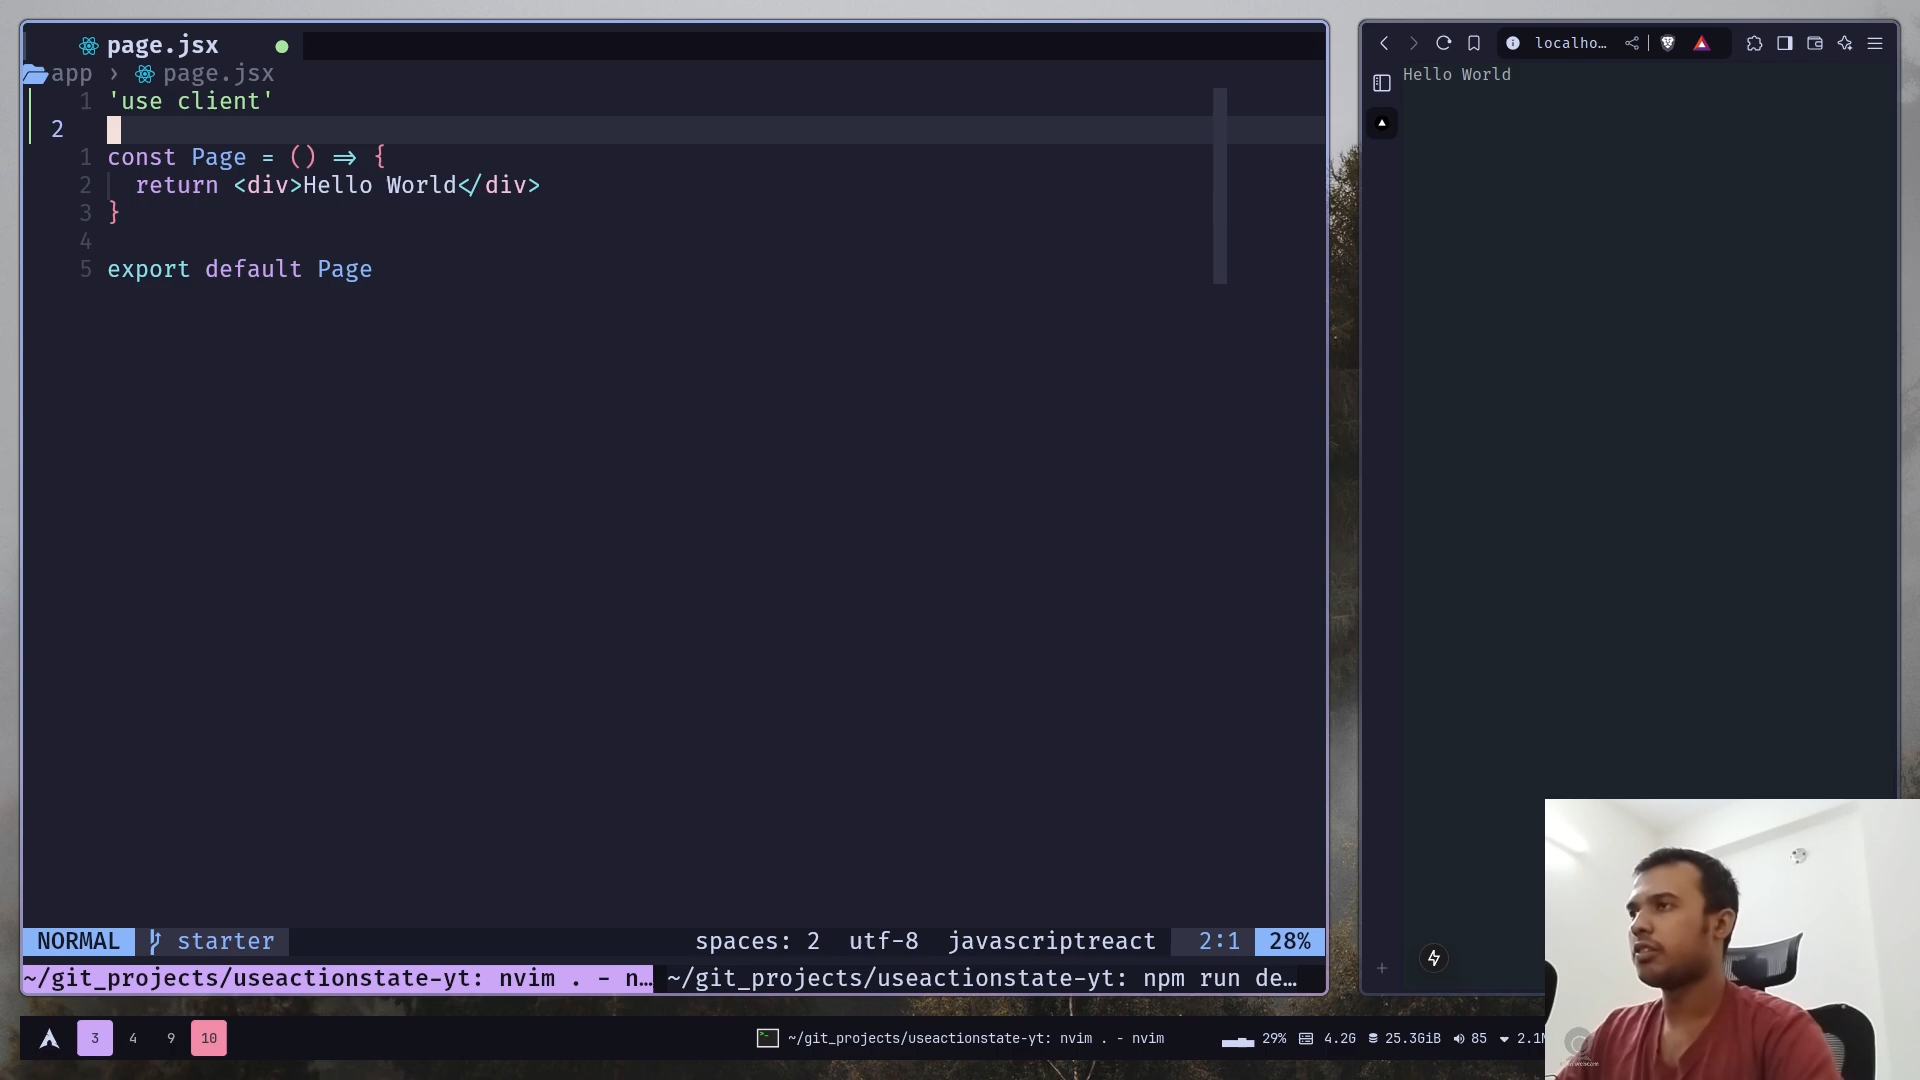 page.jsx
app › page.jsx
1 'use client'
2
1 const Page = () => {
2 return <div>Hello World</div>
3 }
4
5 export default Page
NORMAL starter spaces: 2 utf-8 javascriptreact 2:1 28%
~/git_projects/useactionstate-yt: nvim . - n… ~/git_projects/useactionstate-yt: npm run de…
localho…
Hello World
3 4 9 10 ~/git_projects/useactionstate-yt: nvim . - nvim 29% 4.2G 25.3GiB 85